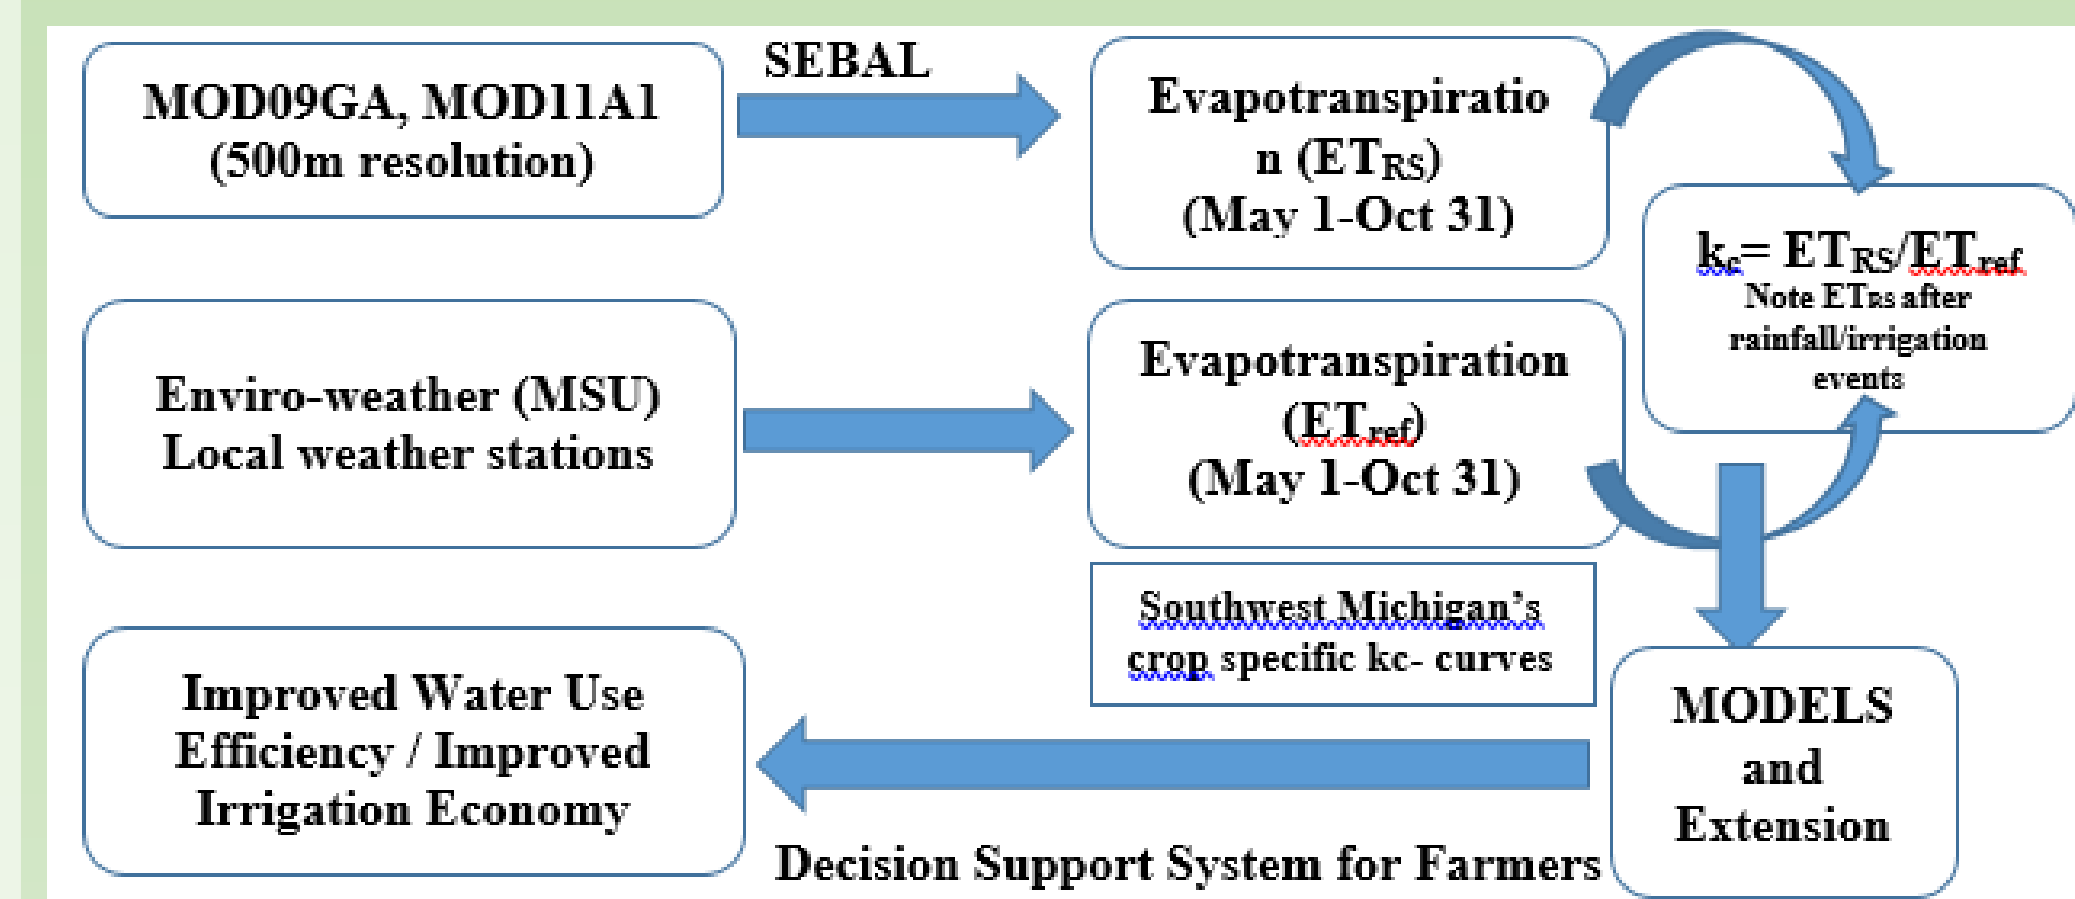 MOD09GA, MOD11A1
(500m resolution)
SEBAL
Evapotranspiratio
n (ETRS)
(May 1-Oct 31)
kc= ETRS/ETref
Note ETRS after
rainfall/irrigation
events
Enviro-weather (MSU)
Local weather stations
Evapotranspiration
(ETref)
(May 1-Oct 31)
Southwest Michigan’s
crop specific kc- curves
MODELS
and
Extension
Improved Water Use
Efficiency / Improved
Irrigation Economy
Decision Support System for Farmers